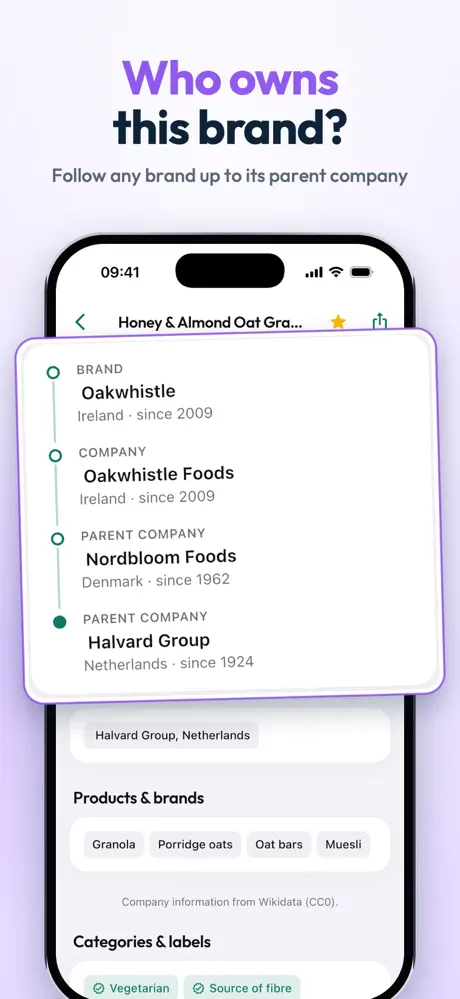 Who owns
this brand?
Follow any brand up to its parent company
09:41
Honey & Almond Oat Gra...
BRAND
Oakwhistle
Ireland · since 2009
COMPANY
Oakwhistle Foods
Ireland · since 2009
PARENT COMPANY
Nordbloom Foods
Denmark · since 1962
PARENT COMPANY
Halvard Group
Netherlands · since 1924
Halvard Group, Netherlands
Products & brands
Granola Porridge oats Oat bars Muesli
Company information from Wikidata (CC0).
Categories & labels
Vegetarian Source of fibre